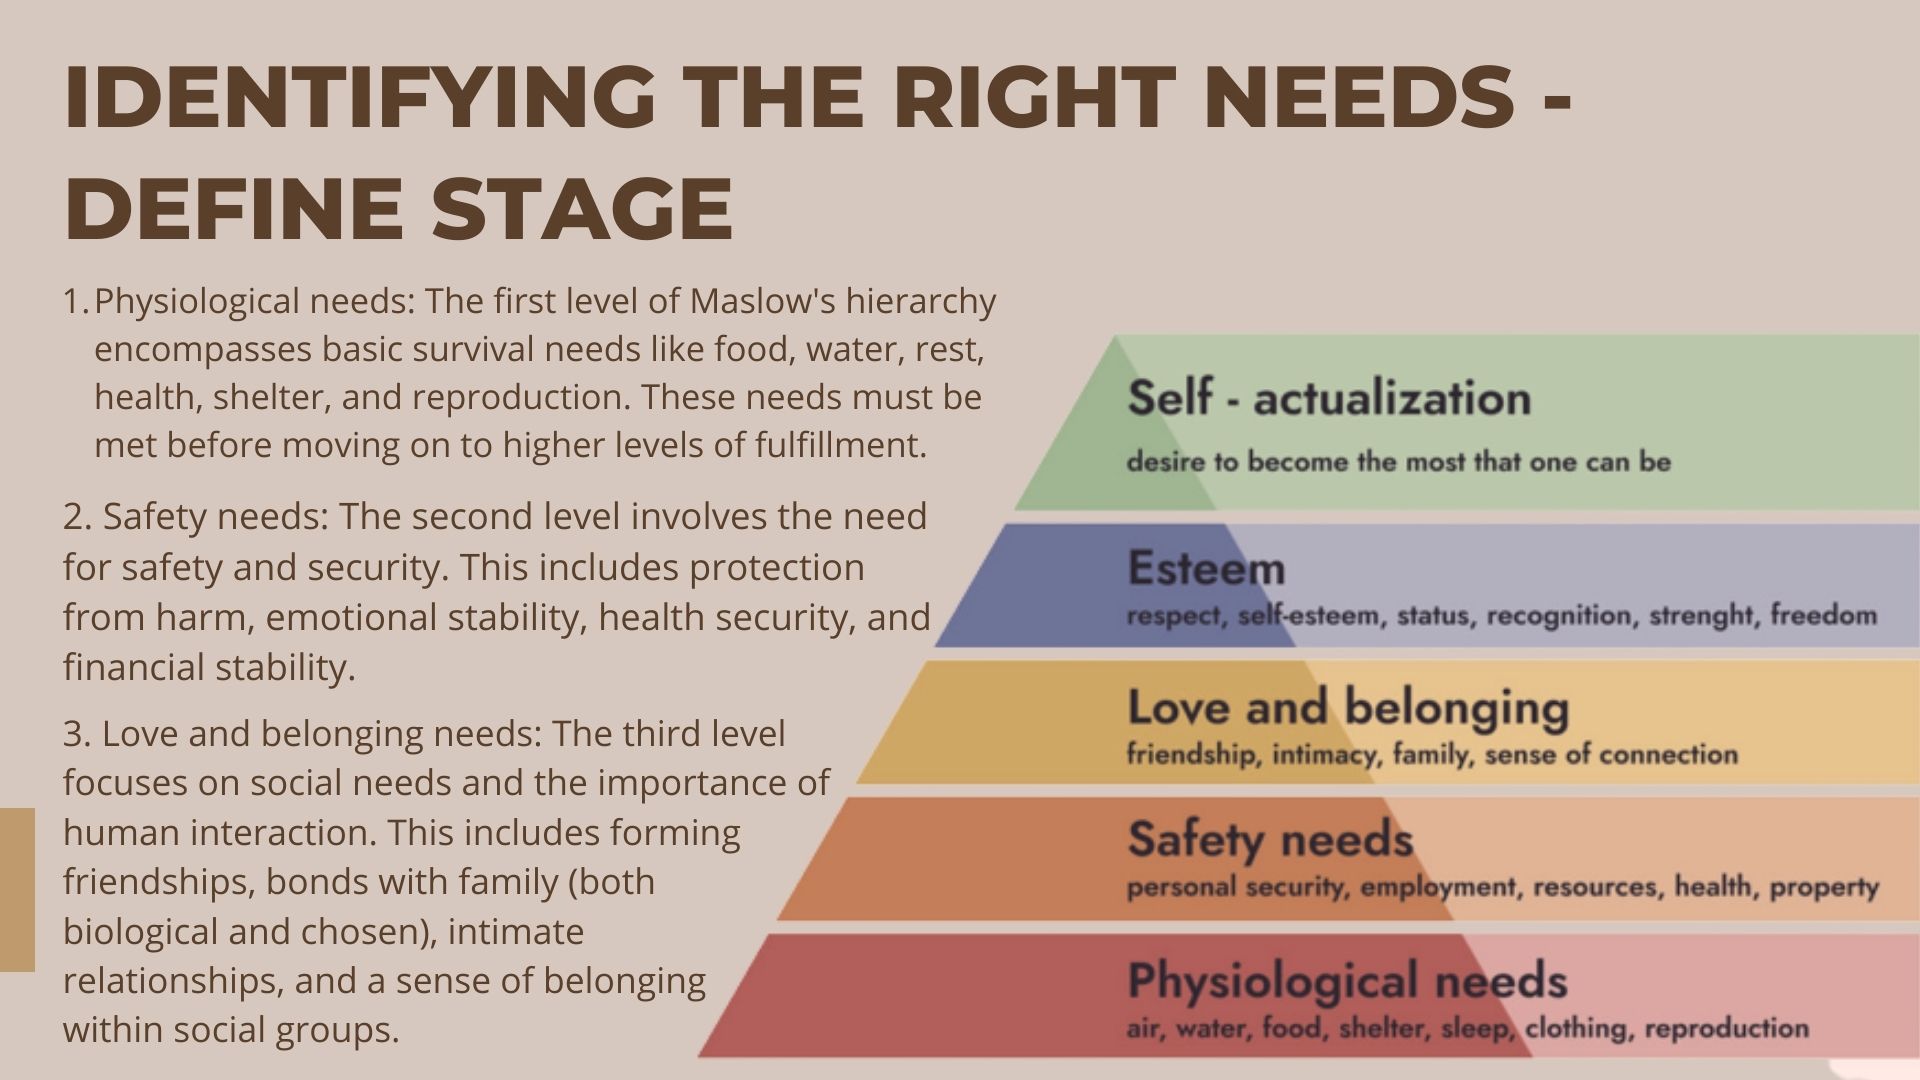 IDENTIFYING THE RIGHT NEEDS -
DEFINE STAGE
1. Physiological needs: The first level of Maslow's hierarchy
encompasses basic survival needs like food, water, rest,
health, shelter, and reproduction. These needs must be
met before moving on to higher levels of fulfillment.
2. Safety needs: The second level involves the need
for safety and security. This includes protection
from harm, emotional stability, health security, and
financial stability.
3. Love and belonging needs: The third level
focuses on social needs and the importance of
human interaction. This includes forming
friendships, bonds with family (both
biological and chosen), intimate
relationships, and a sense of belonging
within social groups.
Self - actualization
desire to become the most that one can be
Esteem
respect, self-esteem, status, recognition, strenght, freedom
Love and belonging
friendship, intimacy, family, sense of connection
Safety needs
personal security, employment, resources, health, property
Physiological needs
air, water, food, shelter, sleep, clothing, reproduction